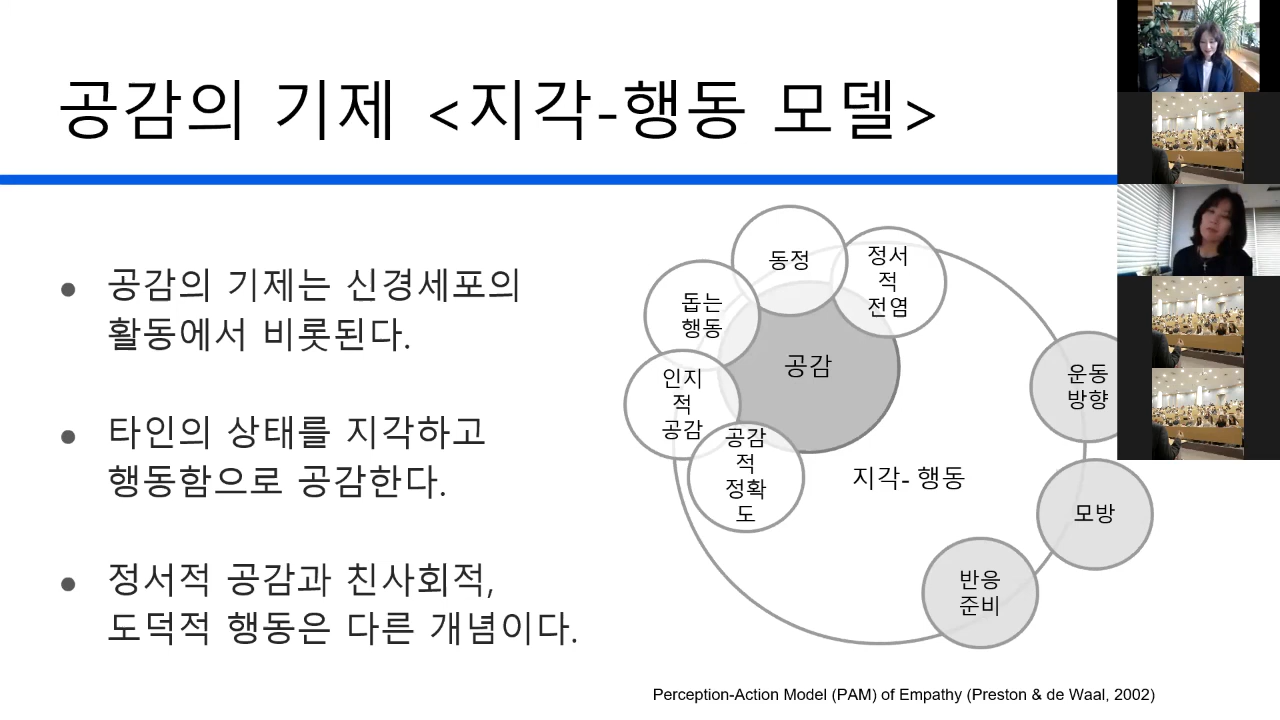 공감의 기제 <지각-행동 모델>
공감의 기제는 신경세포의
활동에서 비롯된다.
타인의 상태를 지각하고
행동함으로 공감한다.
정서적 공감과 친사회적,
도덕적 행동은 다른 개념이다.
동정
정서
적
전염
돕는
행동
공감
인지
적
공감
공감
적
정확
도
지각- 행동
운동
방향
모방
반응
준비
Perception-Action Model (PAM) of Empathy (Preston & de Waal, 2002)